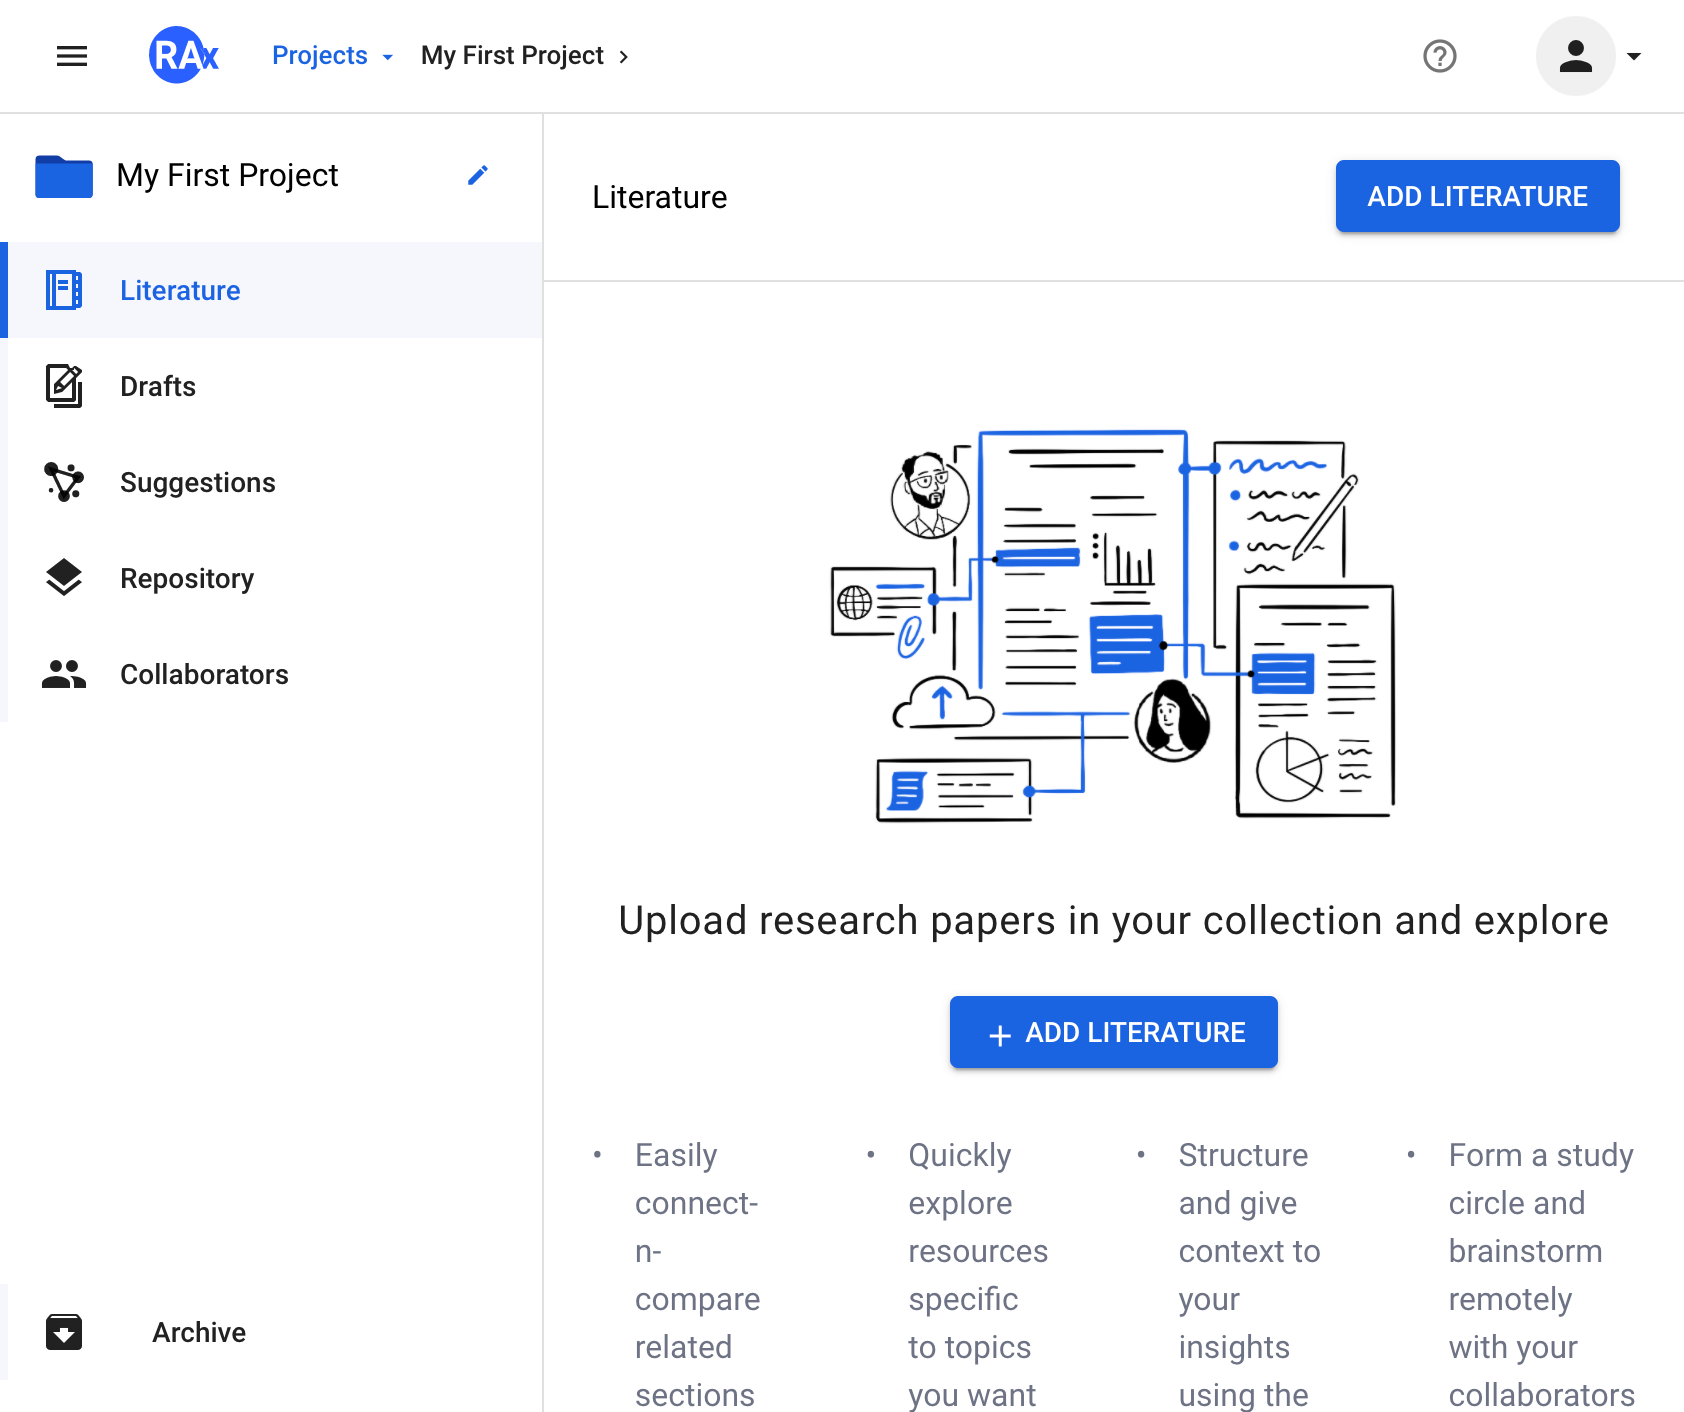 RAx
Projects
My First Project
My First Project
Literature
Drafts
Suggestions
Repository
Collaborators
Archive
Literature
ADD LITERATURE
Upload research papers in your collection and explore
ADD LITERATURE
• Easily
connect-
n-
compare
related
sections
• Quickly
explore
resources
specific
to topics
you want
• Structure
and give
context to
your
insights
using the
• Form a study
circle and
brainstorm
remotely
with your
collaborators